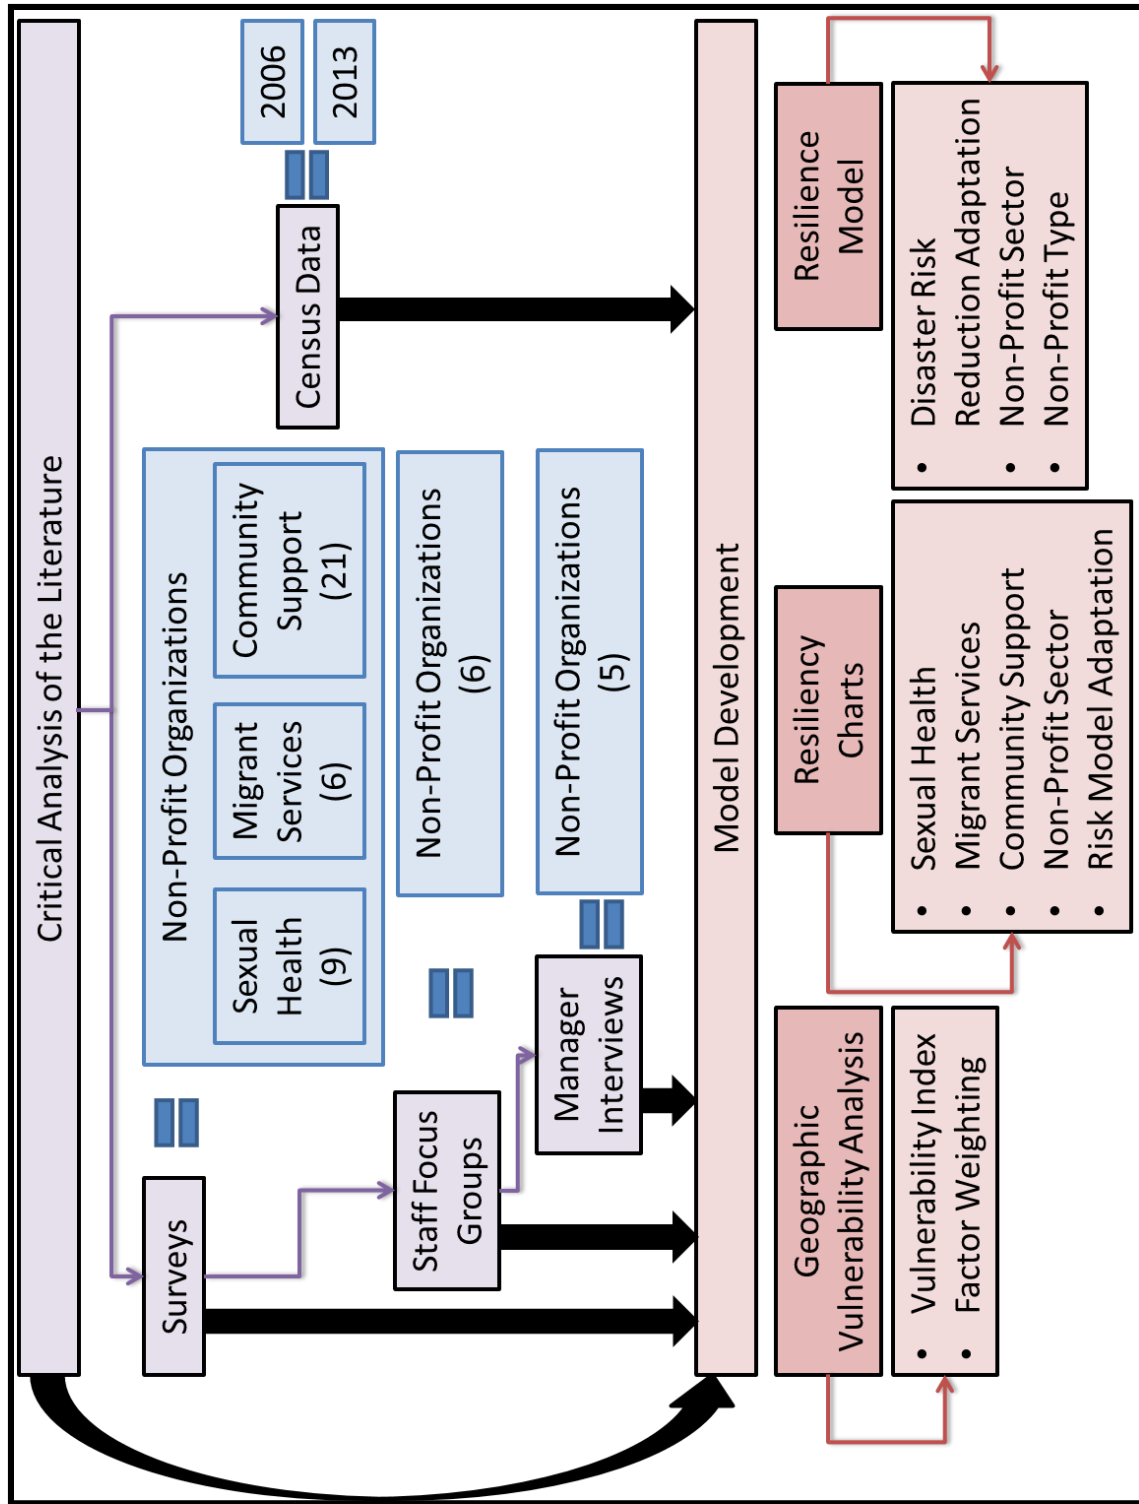 Critical Analysis of the Literature
Surveys
Non-Profit Organizations
Sexual
Health
(9)
Migrant
Services
(6)
Community
Support
(21)
Census Data
2006
2013
Staff Focus
Groups
Non-Profit Organizations
(6)
Manager
Interviews
Non-Profit Organizations
(5)
Model Development
Geographic
Vulnerability Analysis
• Vulnerability Index
• Factor Weighting
Resiliency
Charts
• Sexual Health
• Migrant Services
• Community Support
• Non-Profit Sector
• Risk Model Adaptation
Resilience
Model
• Disaster Risk
Reduction Adaptation
• Non-Profit Sector
• Non-Profit Type